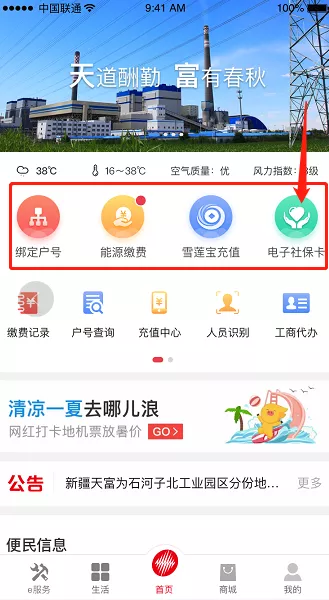 中国联通 9:41 AM 100%
天道酬勤 富有春秋
38℃ 16~38℃ 空气质量：优 风力指数：级
绑定户号 能源缴费 雪莲宝充值 电子社保卡
缴费记录 户号查询 充值中心 人员识别 工商代办
清凉一夏去哪儿浪
网红打卡地机票放暑价 GO>
公告 新疆天富为石河子北工业园区分份地... 更多
便民信息
e服务 生活 首页 商城 我的